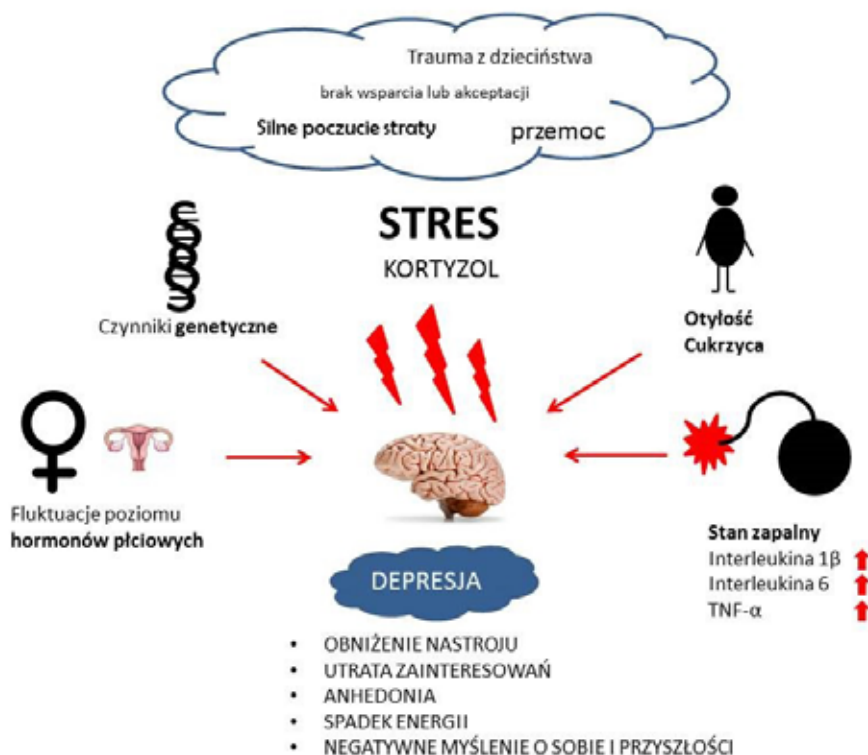 Trauma z dzieciństwa
brak wsparcia lub akceptacji
Silne poczucie straty
przemoc
STRES
KORTYZOL
Czynniki genetyczne
Otyłość
Cukrzyca
Fluktuacje poziomu
hormonów płciowych
Stan zapalny
Interleukina 1β
Interleukina 6
TNF-α
DEPRESJA
• OBNIŻENIE NASTROJU
• UTRATA ZAINTERESOWAŃ
• ANHEDONIA
• SPADEK ENERGII
• NEGATYWNE MYŚLENIE O SOBIE I PRZYSZŁOŚCI